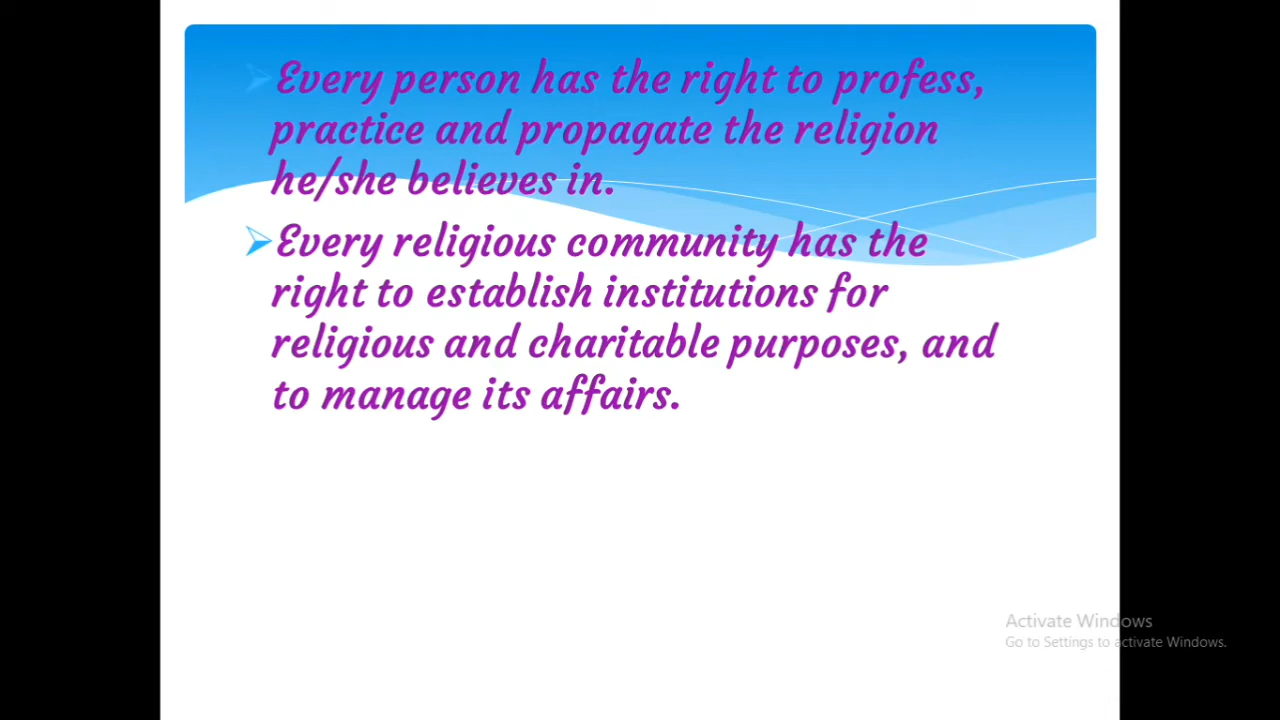 Every person has the right to profess,
practice and propagate the religion
he/she believes in.
Every religious community has the
right to establish institutions for
religious and charitable purposes, and
to manage its affairs.
Activate Windows
Go to Settings to activate Windows.